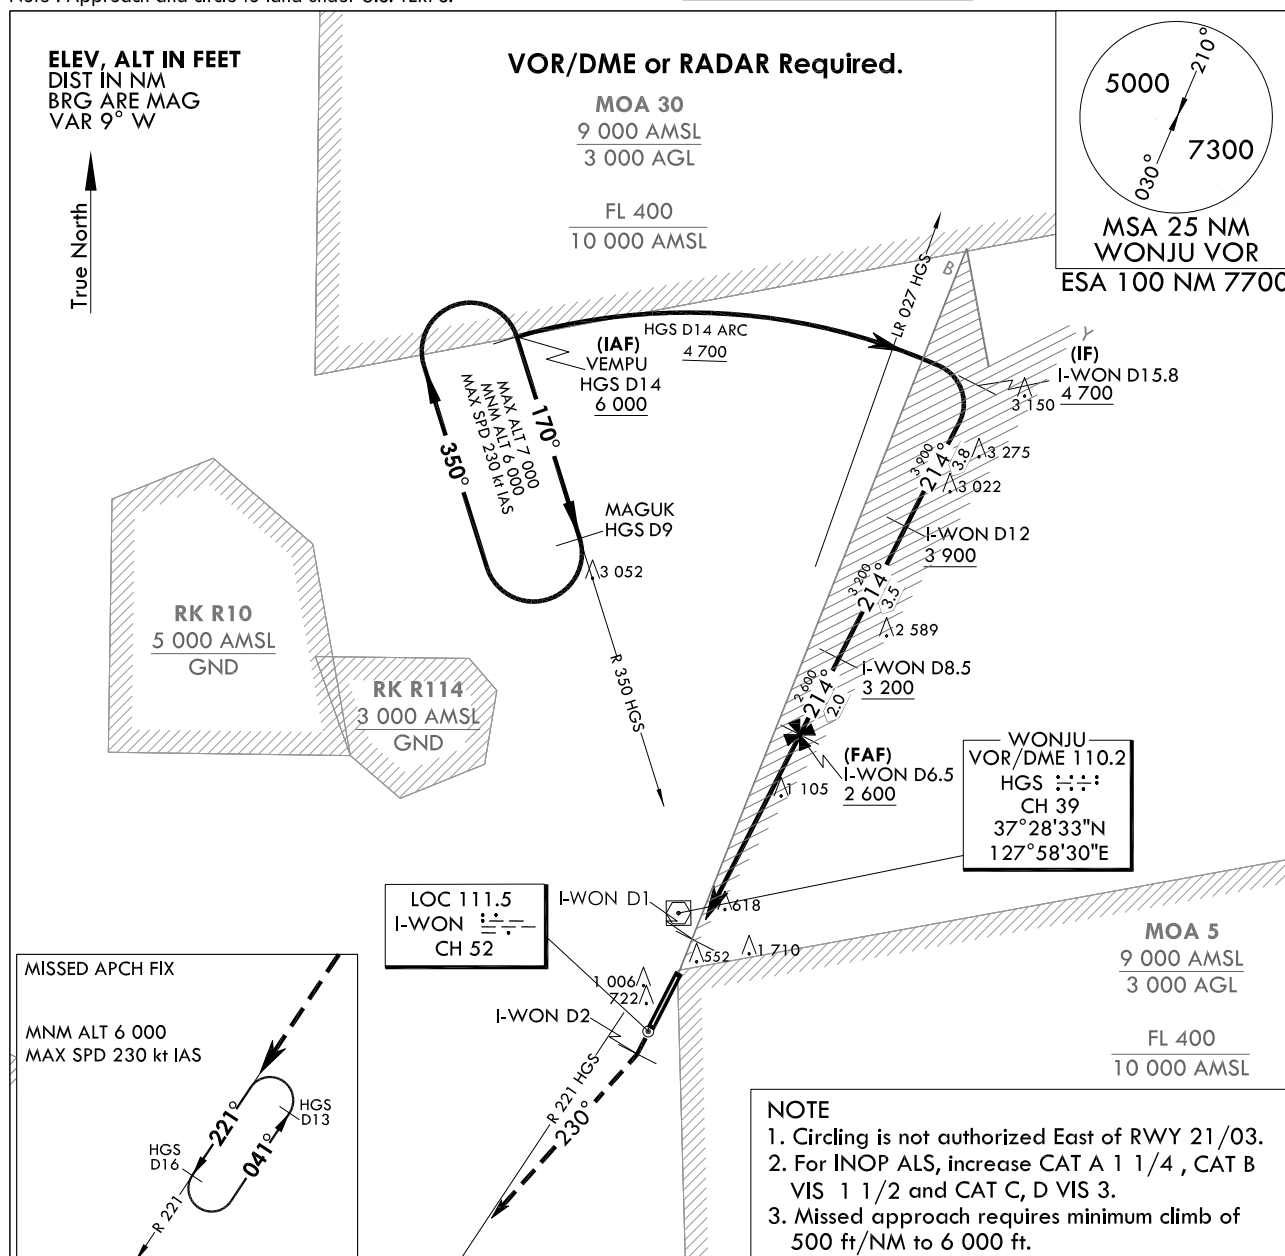 ELEV, ALT IN FEET
DIST IN NM
BRG ARE MAG
VAR 9° W
True North
VOR/DME or RADAR Required.
MOA 30
9 000 AMSL
3 000 AGL
FL 400
10 000 AMSL
5000
7300
210°
030°
MSA 25 NM
WONJU VOR
ESA 100 NM 7700
LR 027 HGS
B
Y
HGS D14 ARC
4 700
(IAF)
VEMPU
HGS D14
6 000
(IF)
I-WON D15.8
4 700
3 150
MAX ALT 7 000
MNM ALT 6 000
MAX SPD 230 kt IAS
170°
350°
MAGUK
HGS D9
3 052
R 350 HGS
3 900
214°
3.8
3 275
3 022
I-WON D12
3 900
3 200
214°
3.5
2 589
I-WON D8.5
3 200
2 600
214°
2.0
(FAF)
I-WON D6.5
2 600
1 105
RK R10
5 000 AMSL
GND
RK R114
3 000 AMSL
GND
WONJU
VOR/DME 110.2
HGS
CH 39
37°28'33"N
127°58'30"E
LOC 111.5
I-WON
CH 52
I-WON D1
618
552
1 710
1 006
722
I-WON D2
R 221 HGS
230°
MOA 5
9 000 AMSL
3 000 AGL
FL 400
10 000 AMSL
MISSED APCH FIX
MNM ALT 6 000
MAX SPD 230 kt IAS
221°
041°
HGS
D13
HGS
D16
R 221
NOTE
1. Circling is not authorized East of RWY 21/03.
2. For INOP ALS, increase CAT A 1 1/4 , CAT B
VIS 1 1/2 and CAT C, D VIS 3.
3. Missed approach requires minimum climb of
500 ft/NM to 6 000 ft.